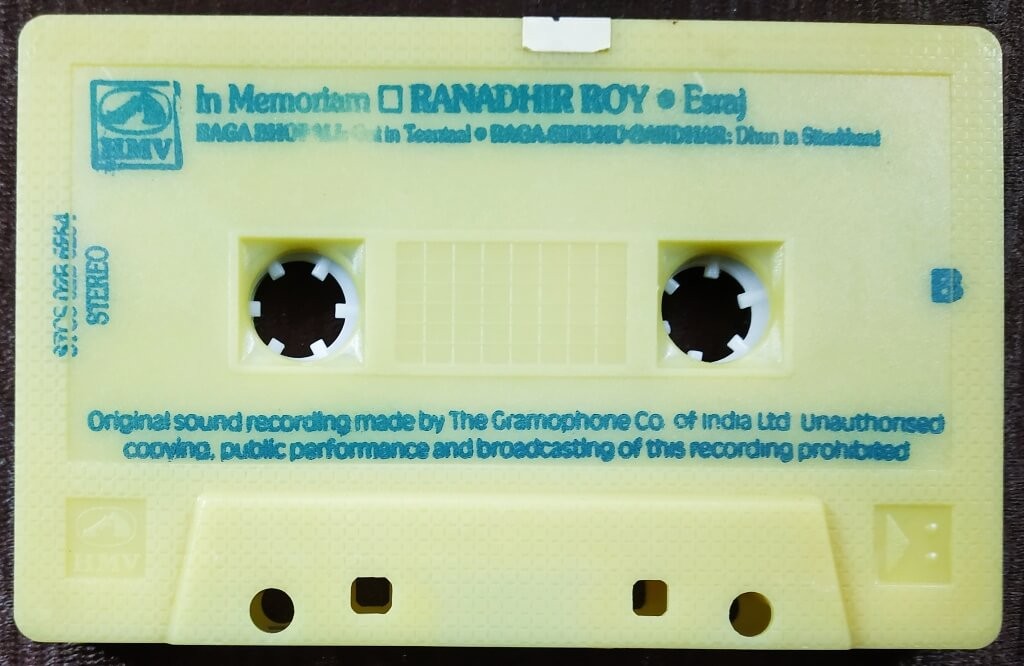 HMV
In Memoriam □ RANADHIR ROY • Esraj
RAGA BHOPALI: Gat in Teentaal • RAGA SINDHU GANDHAR: Dhun in Sitarkhani
STEREO
B
Original sound recording made by The Gramophone Co. of India Ltd Unauthorised
copying, public performance and broadcasting of this recording prohibited
HMV